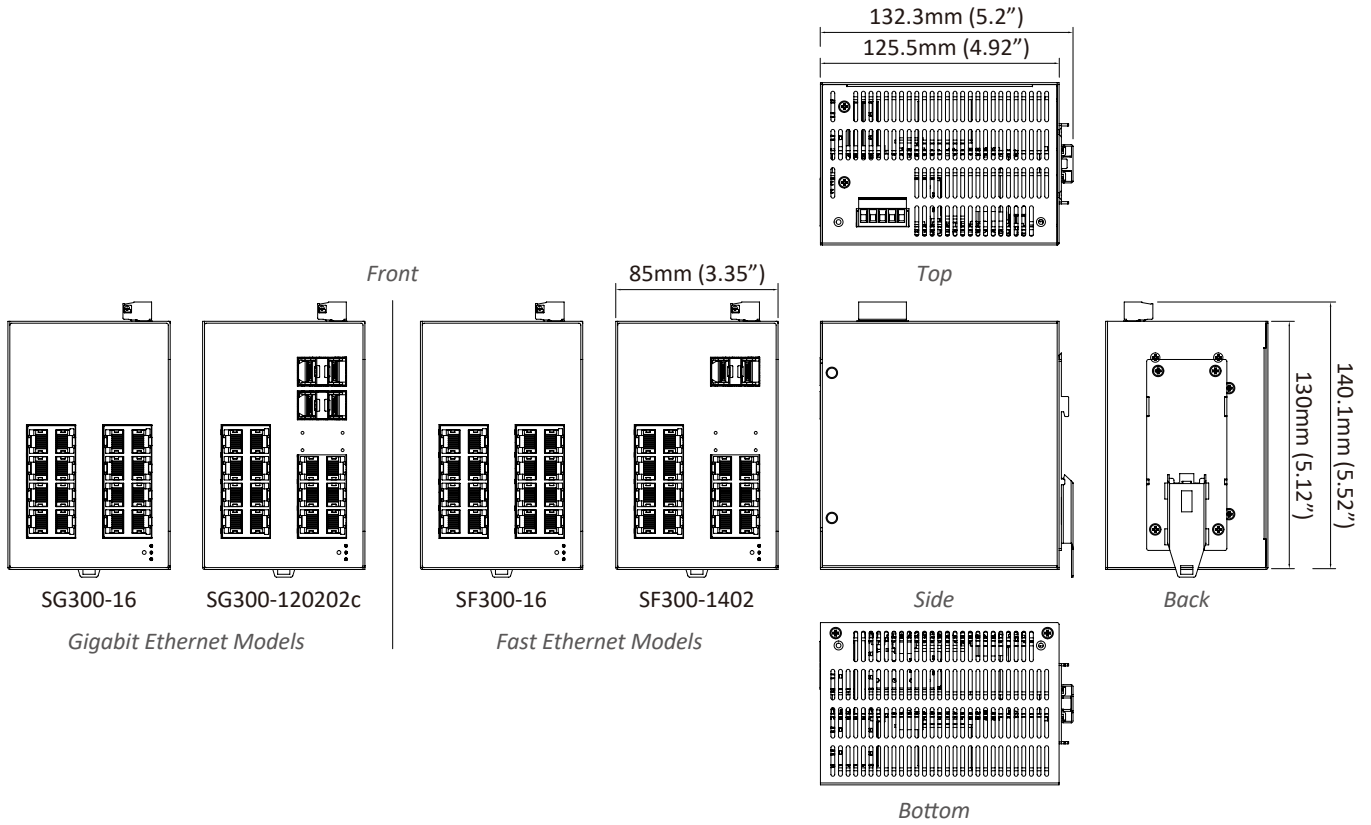 132.3mm (5.2”)
125.5mm (4.92”)
Front
85mm (3.35”)
Top
130mm (5.12”)
140.1mm (5.52”)
SG300-16
SG300-120202c
SF300-16
SF300-1402
Side
Back
Gigabit Ethernet Models
Fast Ethernet Models
Bottom